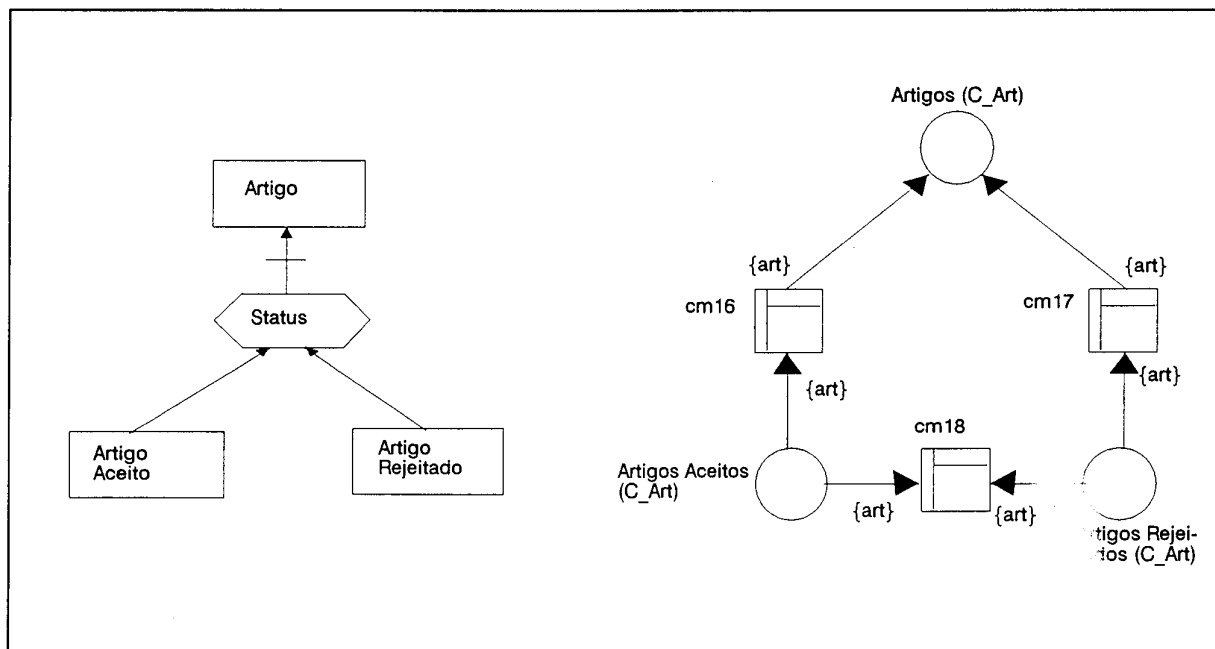 Artigo
Status
Artigo
Aceito
Artigo
Rejeitado
Artigos (C_Art)
{art}
{art}
cm16
cm17
{art}
{art}
cm18
Artigos Aceitos
(C_Art)
{art}
{art}
Rejei-
(C_Art)